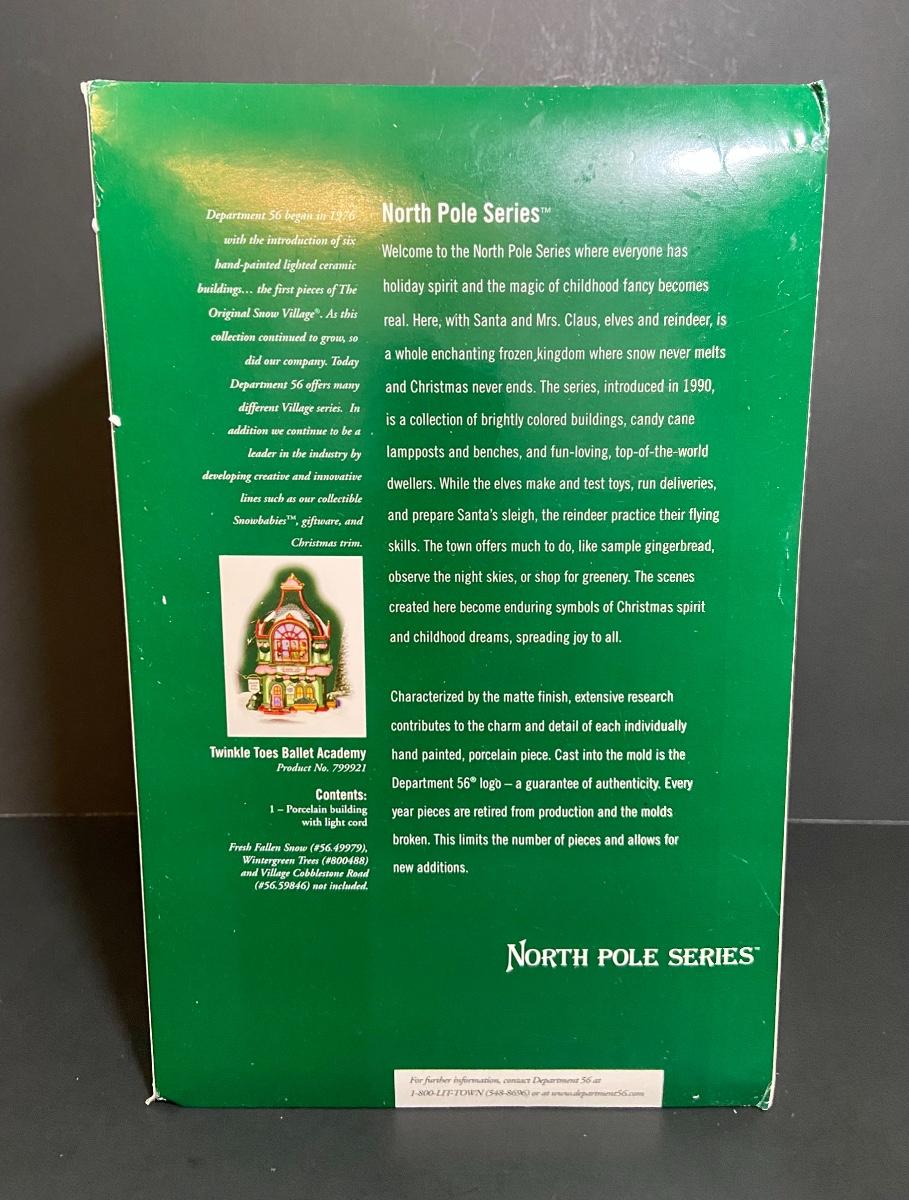 Department 56 began in 1976
with the introduction of six
hand-painted lighted ceramic
buildings... the first pieces of The
Original Snow Village®. As this
collection continued to grow, so
did our company. Today
Department 56 offers many
different Village series. In
addition we continue to be a
leader in the industry by
developing creative and innovative
lines such as our collectible
Snowbabies™, giftware, and
Christmas trim.
Twinkle Toes Ballet Academy
Product No. 799921
Contents:
1 – Porcelain building
with light cord
Fresh Fallen Snow (#56.49979),
Wintergreen Trees (#800488)
and Village Cobblestone Road
(#56.59846) not included.
North Pole Series™
Welcome to the North Pole Series where everyone has
holiday spirit and the magic of childhood fancy becomes
real. Here, with Santa and Mrs. Claus, elves and reindeer, is
a whole enchanting frozen kingdom where snow never melts
and Christmas never ends. The series, introduced in 1990,
is a collection of brightly colored buildings, candy cane
lampposts and benches, and fun-loving, top-of-the-world
dwellers. While the elves make and test toys, run deliveries,
and prepare Santa's sleigh, the reindeer practice their flying
skills. The town offers much to do, like sample gingerbread,
observe the night skies, or shop for greenery. The scenes
created here become enduring symbols of Christmas spirit
and childhood dreams, spreading joy to all.
Characterized by the matte finish, extensive research
contributes to the charm and detail of each individually
hand painted, porcelain piece. Cast into the mold is the
Department 56® logo – a guarantee of authenticity. Every
year pieces are retired from production and the molds
broken. This limits the number of pieces and allows for
new additions.
NORTH POLE SERIES™
For further information, contact Department 56 at
1-800-LIT-TOWN (548-8696) or at www.department56.com